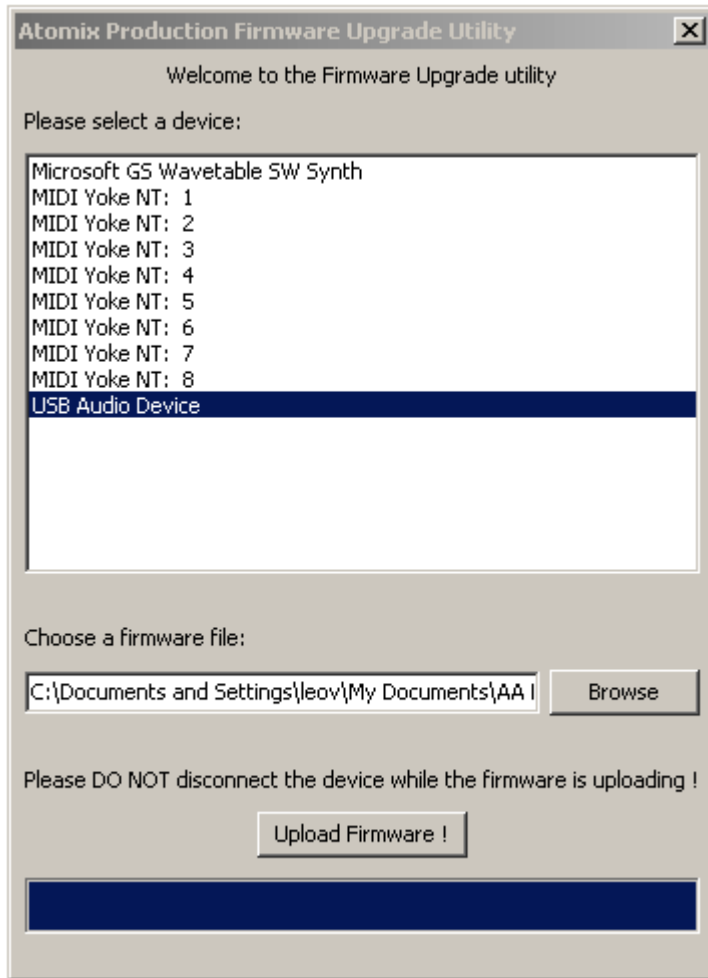 Atomix Production Firmware Upgrade Utility
Welcome to the Firmware Upgrade utility
Please select a device:
Microsoft GS Wavetable SW Synth
MIDI Yoke NT:  1
MIDI Yoke NT:  2
MIDI Yoke NT:  3
MIDI Yoke NT:  4
MIDI Yoke NT:  5
MIDI Yoke NT:  6
MIDI Yoke NT:  7
MIDI Yoke NT:  8
USB Audio Device
Choose a firmware file:
C:\Documents and Settings\leov\My Documents\AA Browse
Please DO NOT disconnect the device while the firmware is uploading !
Upload Firmware !